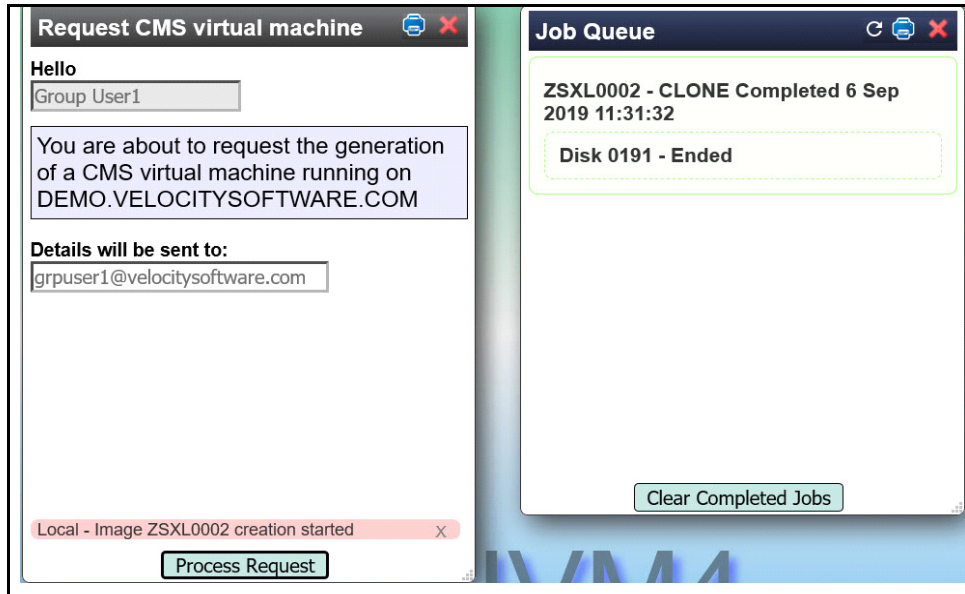 Request CMS virtual machine
Hello
Group User1
You are about to request the generation
of a CMS virtual machine running on
DEMO.VELOCITYSOFTWARE.COM
Details will be sent to:
grpuser1@velocitysoftware.com
Local - Image ZSXL0002 creation started X
Process Request
Job Queue
ZSXL0002 - CLONE Completed 6 Sep
2019 11:31:32
Disk 0191 - Ended
Clear Completed Jobs